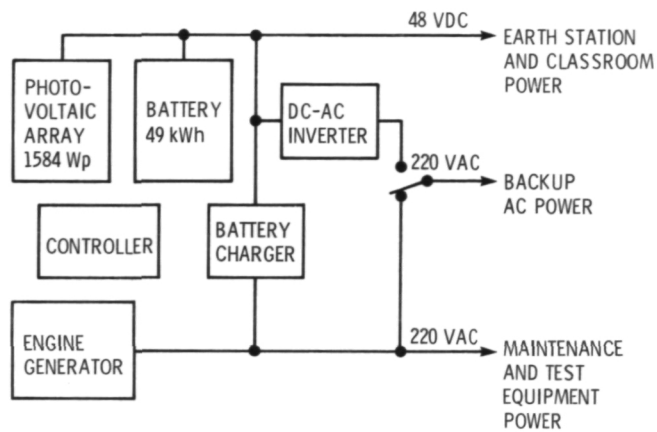 48 VDC
EARTH STATION
AND CLASSROOM
POWER
PHOTO-
VOLTAIC
ARRAY
1584 Wp
BATTERY
49 kWh
DC-AC
INVERTER
220 VAC
BACKUP
AC POWER
CONTROLLER
BATTERY
CHARGER
ENGINE
GENERATOR
220 VAC
MAINTENANCE
AND TEST
EQUIPMENT
POWER